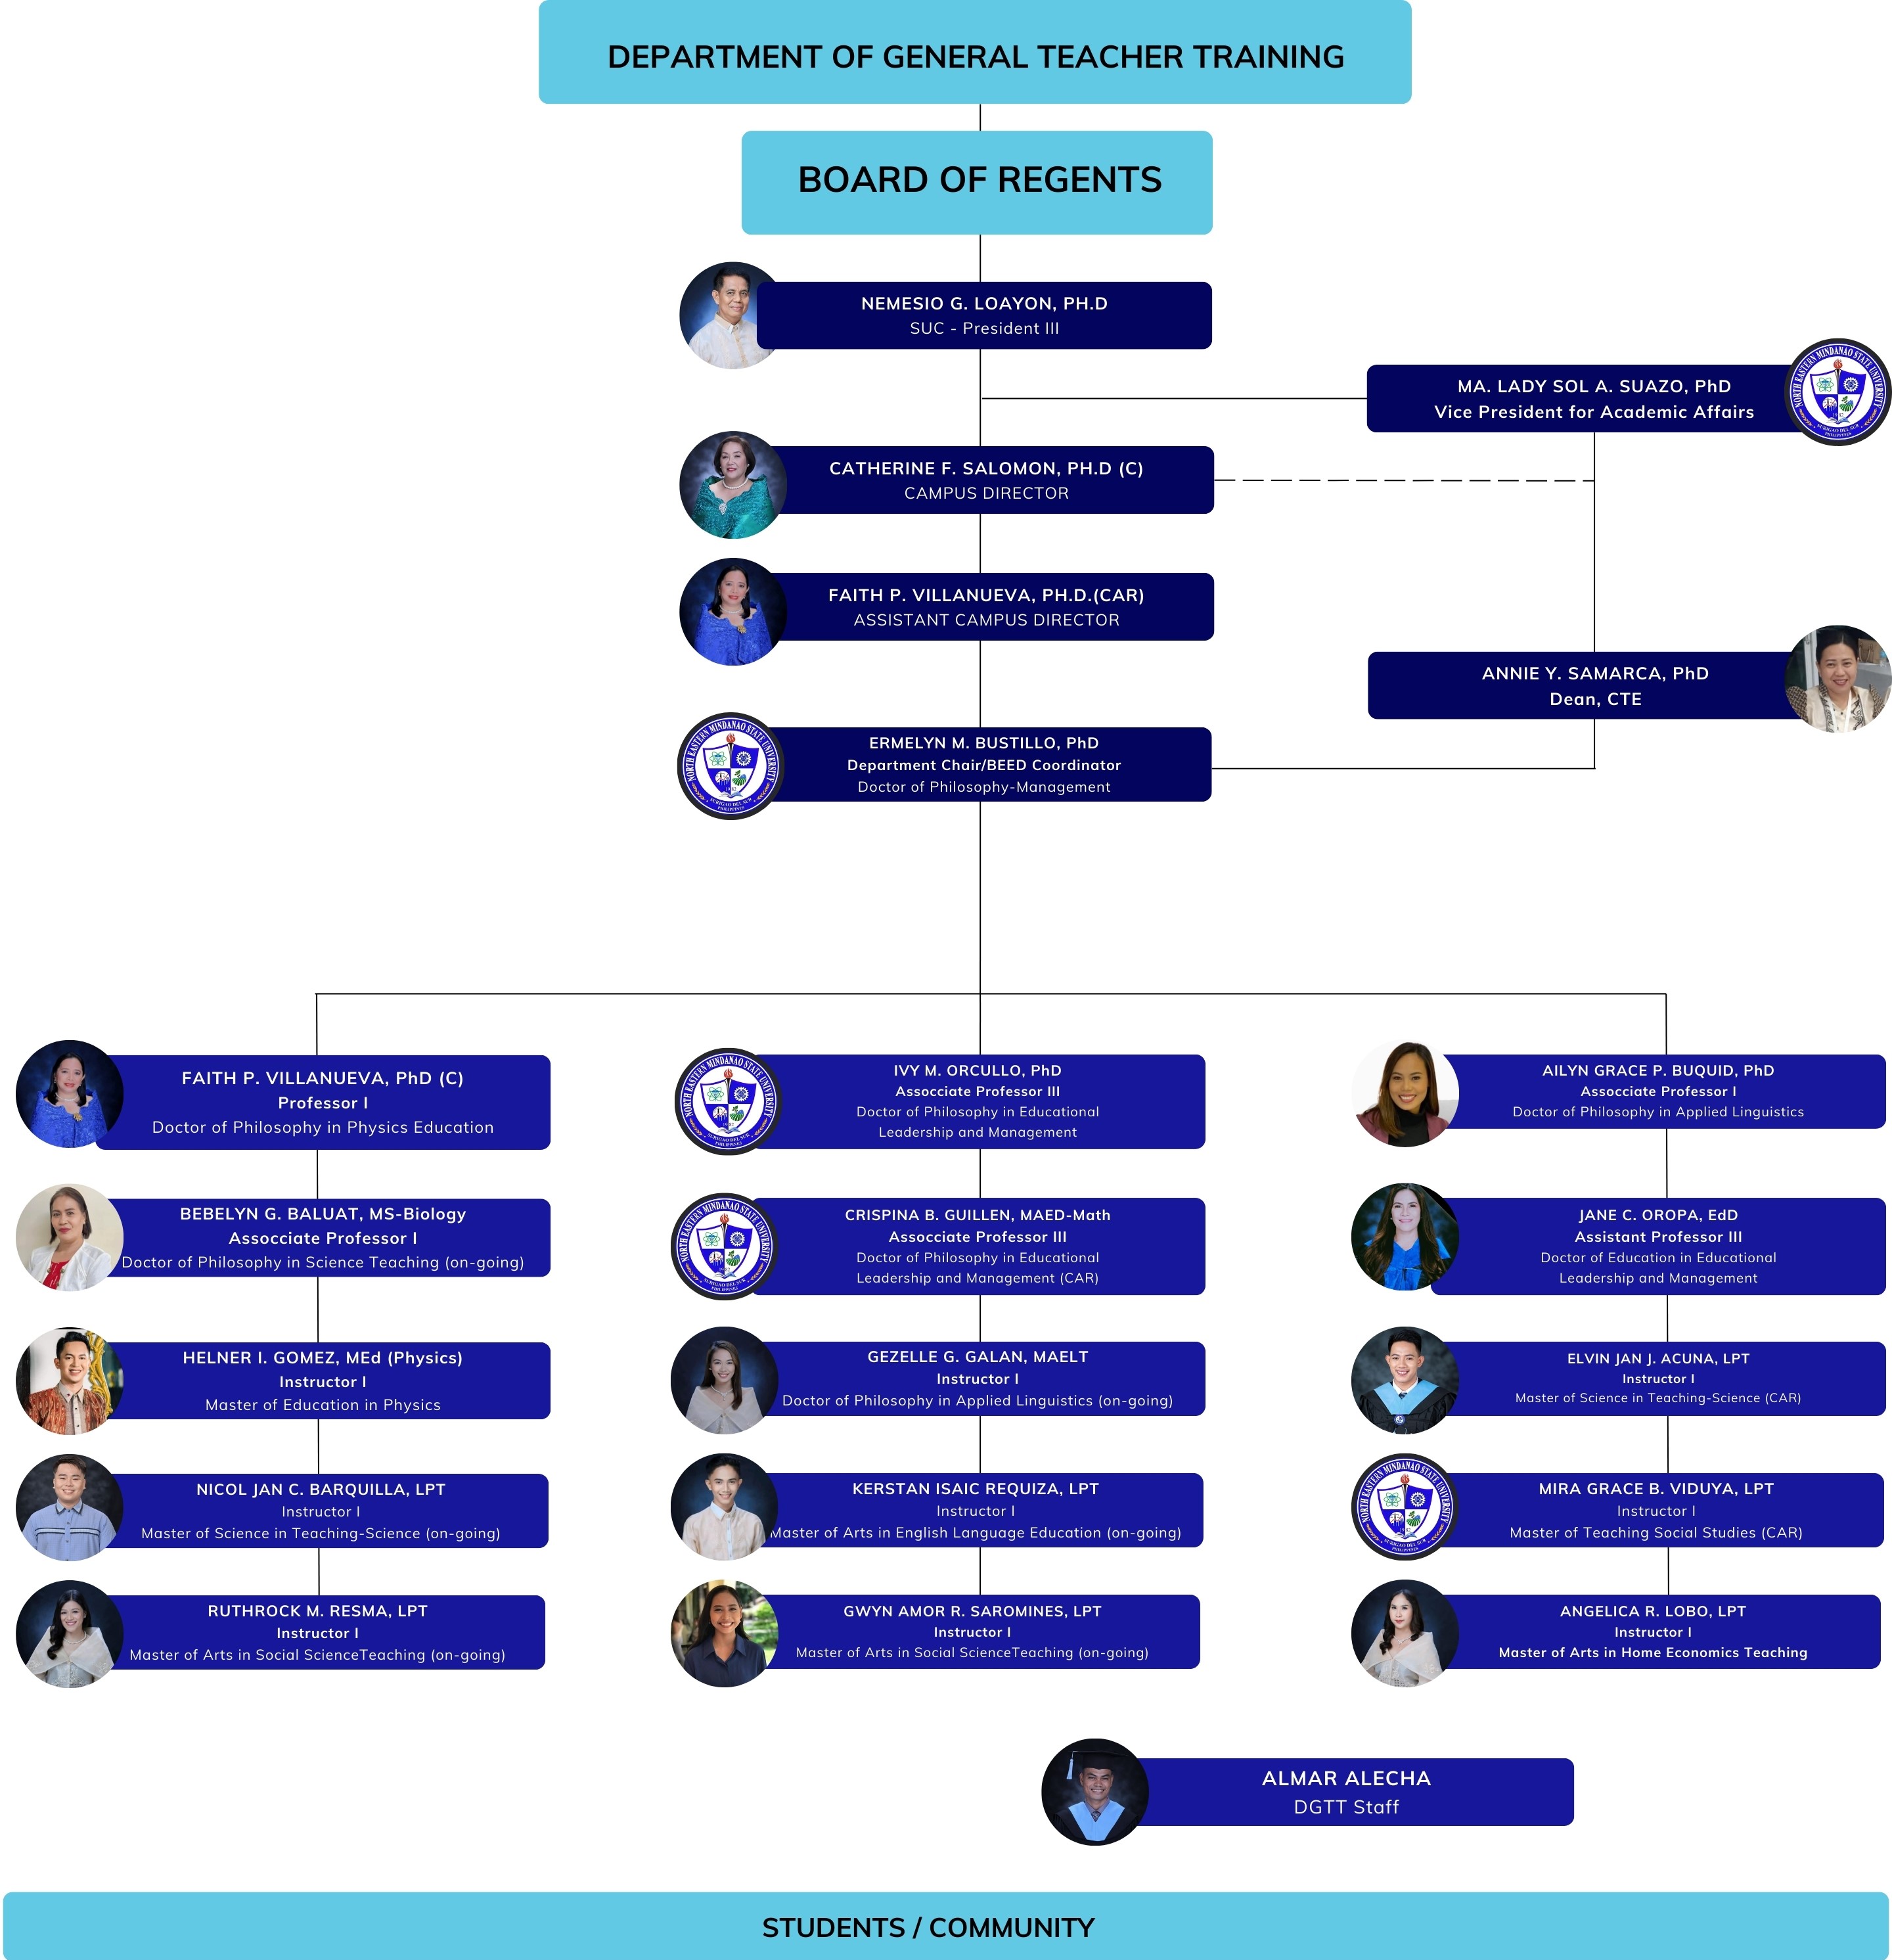 DEPARTMENT OF GENERAL TEACHER TRAINING
BOARD OF REGENTS
NEMESIO G. LOAYON, PH.D
SUC - President III
MA. LADY SOL A. SUAZO, PhD
Vice President for Academic Affairs
NORTH EASTERN MINDANAO STATE UNIVERSITY
SURIGAO DEL SUR
PHILIPPINES
CATHERINE F. SALOMON, PH.D (C)
CAMPUS DIRECTOR
FAITH P. VILLANUEVA, PH.D.(CAR)
ASSISTANT CAMPUS DIRECTOR
ANNIE Y. SAMARCA, PhD
Dean, CTE
NORTH EASTERN MINDANAO STATE UNIVERSITY
SURIGAO DEL SUR
PHILIPPINES
ERMELYN M. BUSTILLO, PhD
Department Chair/BEED Coordinator
Doctor of Philosophy-Management
FAITH P. VILLANUEVA, PhD (C)
Professor I
Doctor of Philosophy in Physics Education
NORTH EASTERN MINDANAO STATE UNIVERSITY
SURIGAO DEL SUR
PHILIPPINES
IVY M. ORCULLO, PhD
Assocciate Professor III
Doctor of Philosophy in Educational
Leadership and Management
AILYN GRACE P. BUQUID, PhD
Assocciate Professor I
Doctor of Philosophy in Applied Linguistics
BEBELYN G. BALUAT, MS-Biology
Assocciate Professor I
Doctor of Philosophy in Science Teaching (on-going)
NORTH EASTERN MINDANAO STATE UNIVERSITY
SURIGAO DEL SUR
PHILIPPINES
CRISPINA B. GUILLEN, MAED-Math
Assocciate Professor III
Doctor of Philosophy in Educational
Leadership and Management (CAR)
JANE C. OROPA, EdD
Assistant Professor III
Doctor of Education in Educational
Leadership and Management
HELNER I. GOMEZ, MEd (Physics)
Instructor I
Master of Education in Physics
GEZELLE G. GALAN, MAELT
Instructor I
Doctor of Philosophy in Applied Linguistics (on-going)
ELVIN JAN J. ACUNA, LPT
Instructor I
Master of Science in Teaching-Science (CAR)
NICOL JAN C. BARQUILLA, LPT
Instructor I
Master of Science in Teaching-Science (on-going)
KERSTAN ISAIC REQUIZA, LPT
Instructor I
Master of Arts in English Language Education (on-going)
NORTH EASTERN MINDANAO STATE UNIVERSITY
SURIGAO DEL SUR
PHILIPPINES
MIRA GRACE B. VIDUYA, LPT
Instructor I
Master of Teaching Social Studies (CAR)
RUTHROCK M. RESMA, LPT
Instructor I
Master of Arts in Social ScienceTeaching (on-going)
GWYN AMOR R. SAROMINES, LPT
Instructor I
Master of Arts in Social ScienceTeaching (on-going)
ANGELICA R. LOBO, LPT
Instructor I
Master of Arts in Home Economics Teaching
ALMAR ALECHA
DGTT Staff
STUDENTS / COMMUNITY